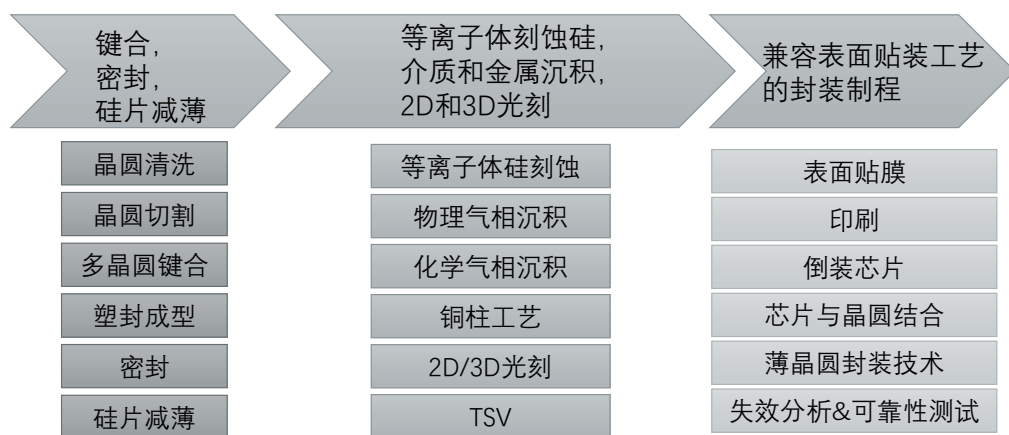 键合,
密封,
硅片减薄
等离子体刻蚀硅,
介质和金属沉积,
2D和3D光刻
兼容表面贴装工艺
的封装制程
晶圆清洗
晶圆切割
多晶圆键合
塑封成型
密封
硅片减薄
等离子体硅刻蚀
物理气相沉积
化学气相沉积
铜柱工艺
2D/3D光刻
TSV
表面贴膜
印刷
倒装芯片
芯片与晶圆结合
薄晶圆封装技术
失效分析&可靠性测试